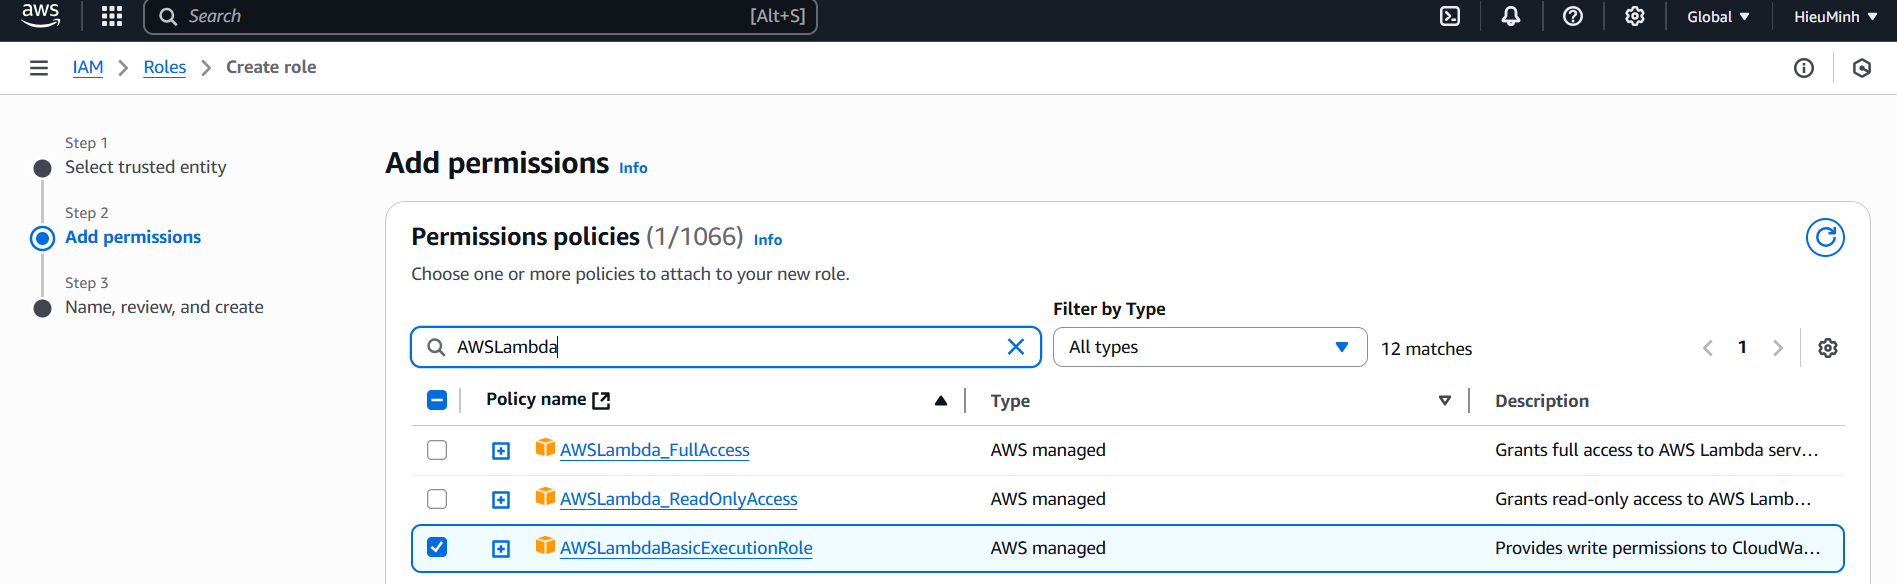 aws
Search [Alt+S]
Global HieuMinh
IAM Roles Create role
Step 1
Select trusted entity
Step 2
Add permissions
Step 3
Name, review, and create
Add permissions Info
Permissions policies (1/1066) Info
Choose one or more policies to attach to your new role.
Filter by Type
AWSLambda
All types
12 matches
1
Policy name Type Description
AWSLambda_FullAccess AWS managed Grants full access to AWS Lambda serv...
AWSLambda_ReadOnlyAccess AWS managed Grants read-only access to AWS Lamb...
AWSLambdaBasicExecutionRole AWS managed Provides write permissions to CloudWa...